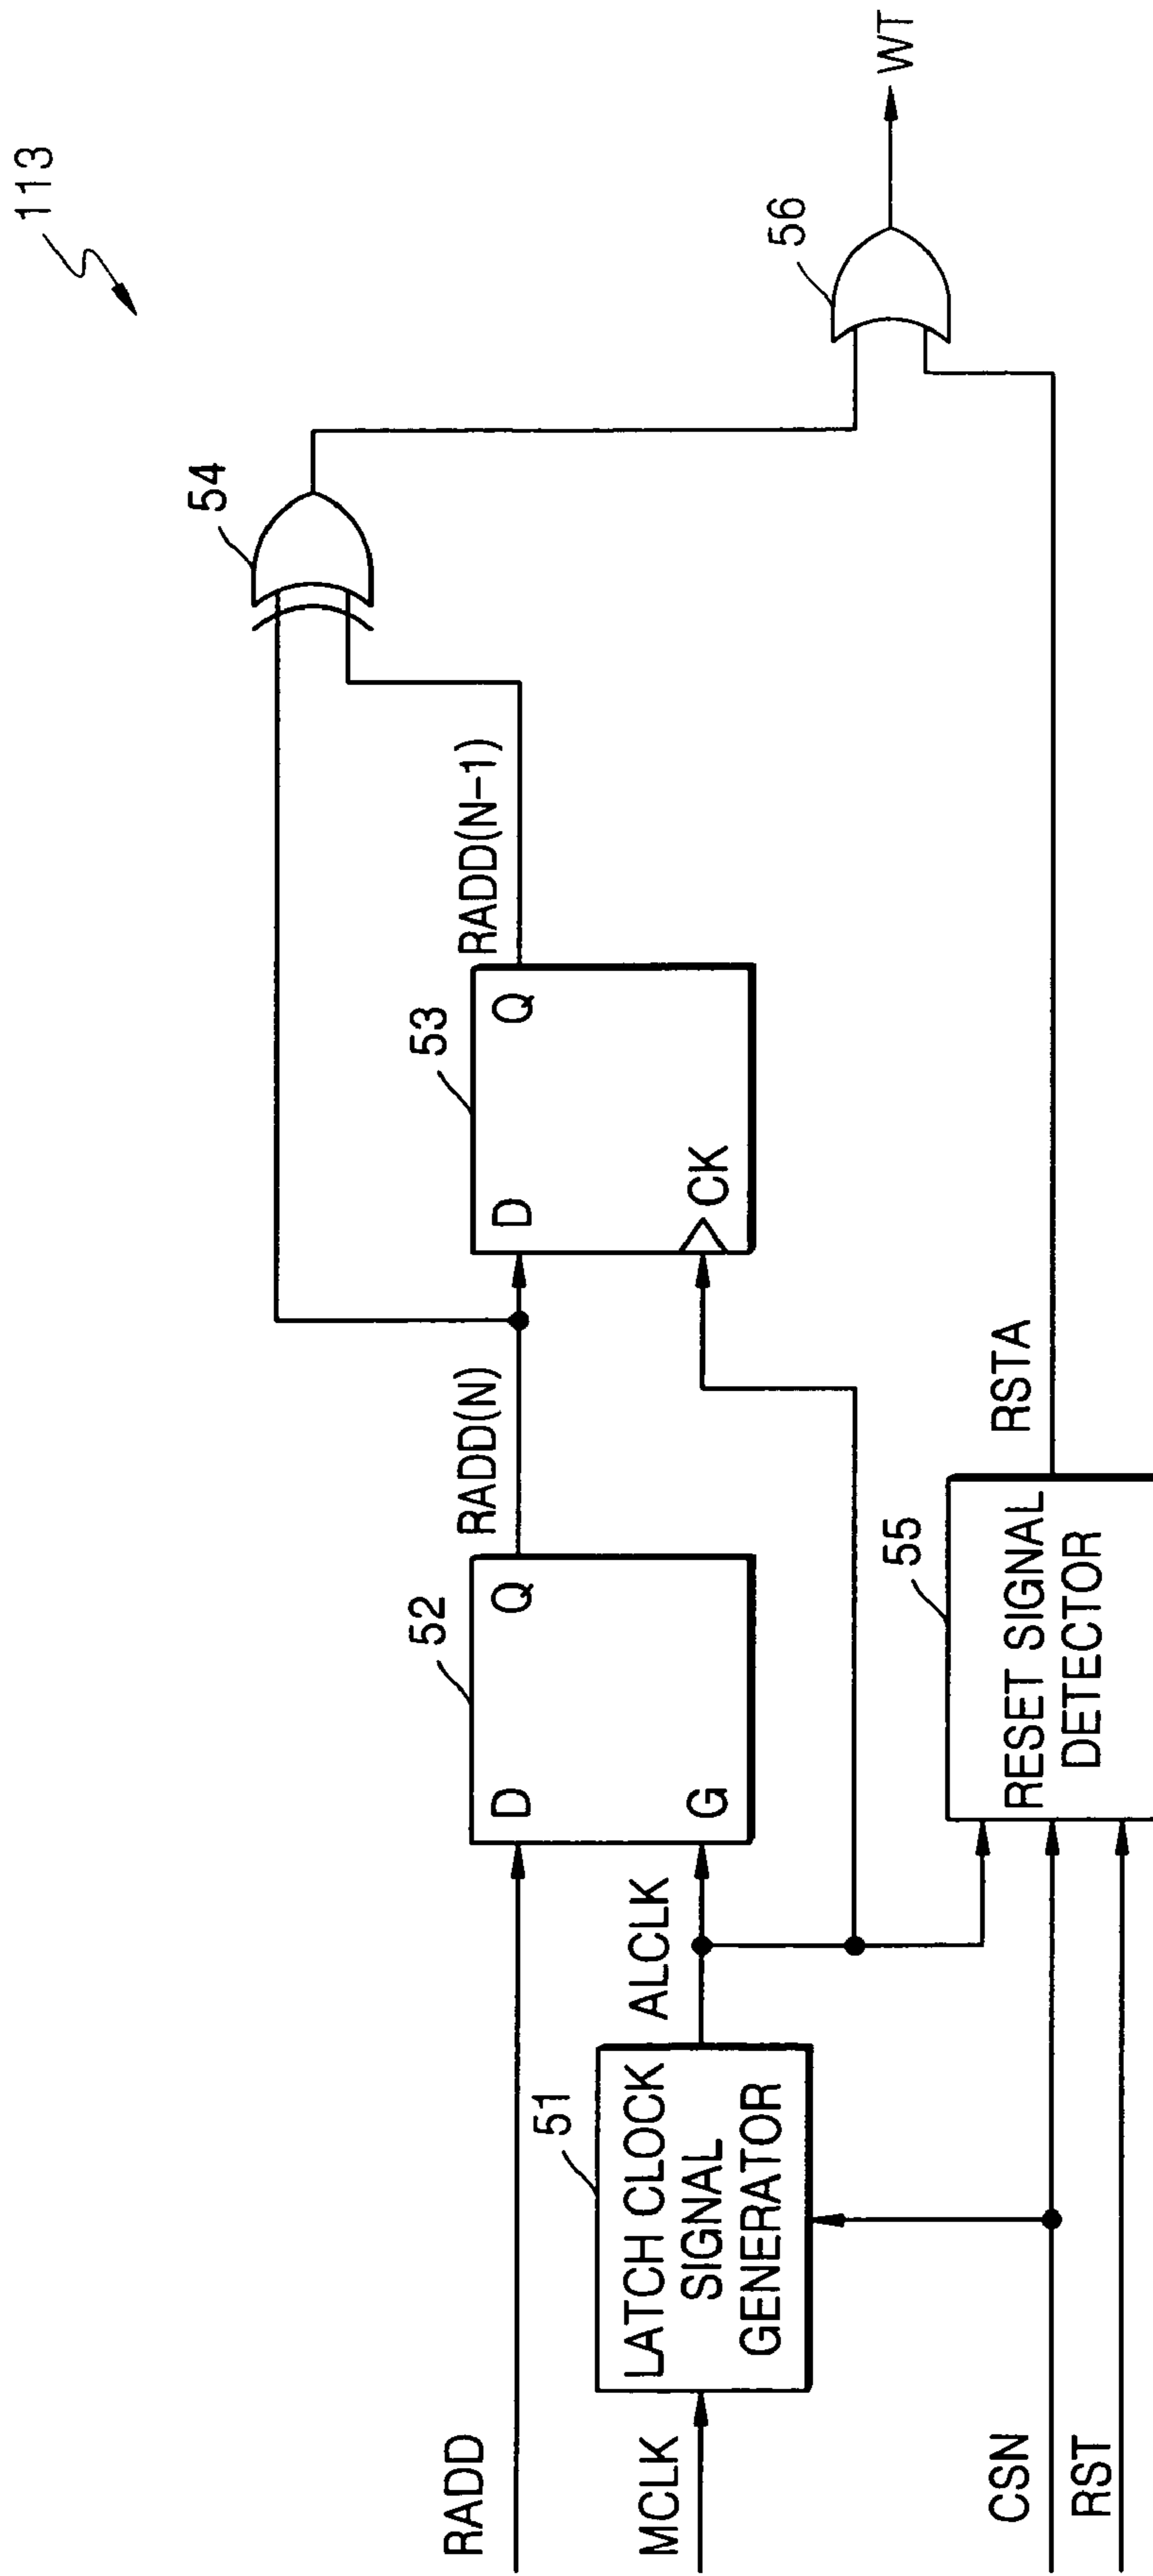 113
54
56
WT
RADD(N-1)
53
D
Q
CK
RADD(N)
52
D
Q
G
RADD
ALCLK
51
LATCH CLOCK
SIGNAL
GENERATOR
MCLK
55
RESET SIGNAL
DETECTOR
RSTA
CSN
RST